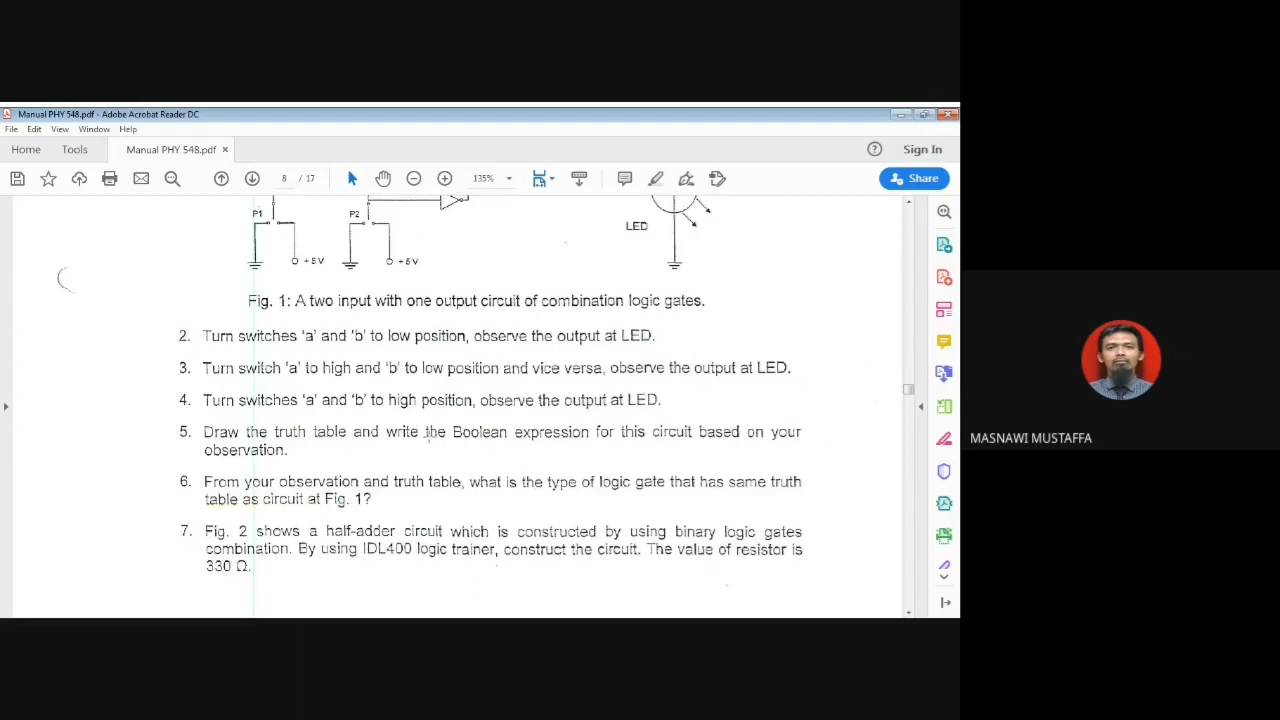 Manual PHY 548.pdf - Adobe Acrobat Reader DC
File Edit View Window Help
Home Tools Manual PHY 548.pdf × Sign In
8 / 17 135% Share
P1 P2
LED
+5V +5V
Fig. 1: A two input with one output circuit of combination logic gates.
2. Turn switches 'a' and 'b' to low position, observe the output at LED.
3. Turn switch 'a' to high and 'b' to low position and vice versa, observe the output at LED.
4. Turn switches 'a' and 'b' to high position, observe the output at LED.
5. Draw the truth table and write the Boolean expression for this circuit based on your
observation.
6. From your observation and truth table, what is the type of logic gate that has same truth
table as circuit at Fig. 1?
7. Fig. 2 shows a half-adder circuit which is constructed by using binary logic gates
combination. By using IDL400 logic trainer, construct the circuit. The value of resistor is
330 Ω.
MASNAWI MUSTAFFA